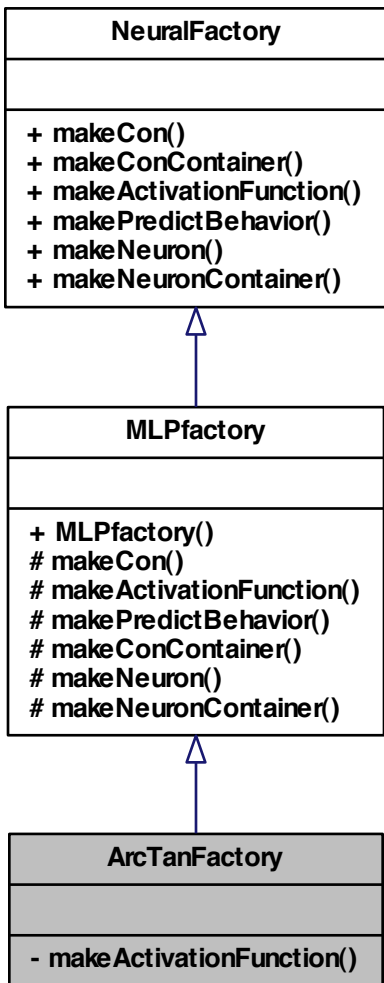 NeuralFactory
+ makeCon()
+ makeConContainer()
+ makeActivationFunction()
+ makePredictBehavior()
+ makeNeuron()
+ makeNeuronContainer()
MLPfactory
+ MLPfactory()
# makeCon()
# makeActivationFunction()
# makePredictBehavior()
# makeConContainer()
# makeNeuron()
# makeNeuronContainer()
ArcTanFactory
- makeActivationFunction()